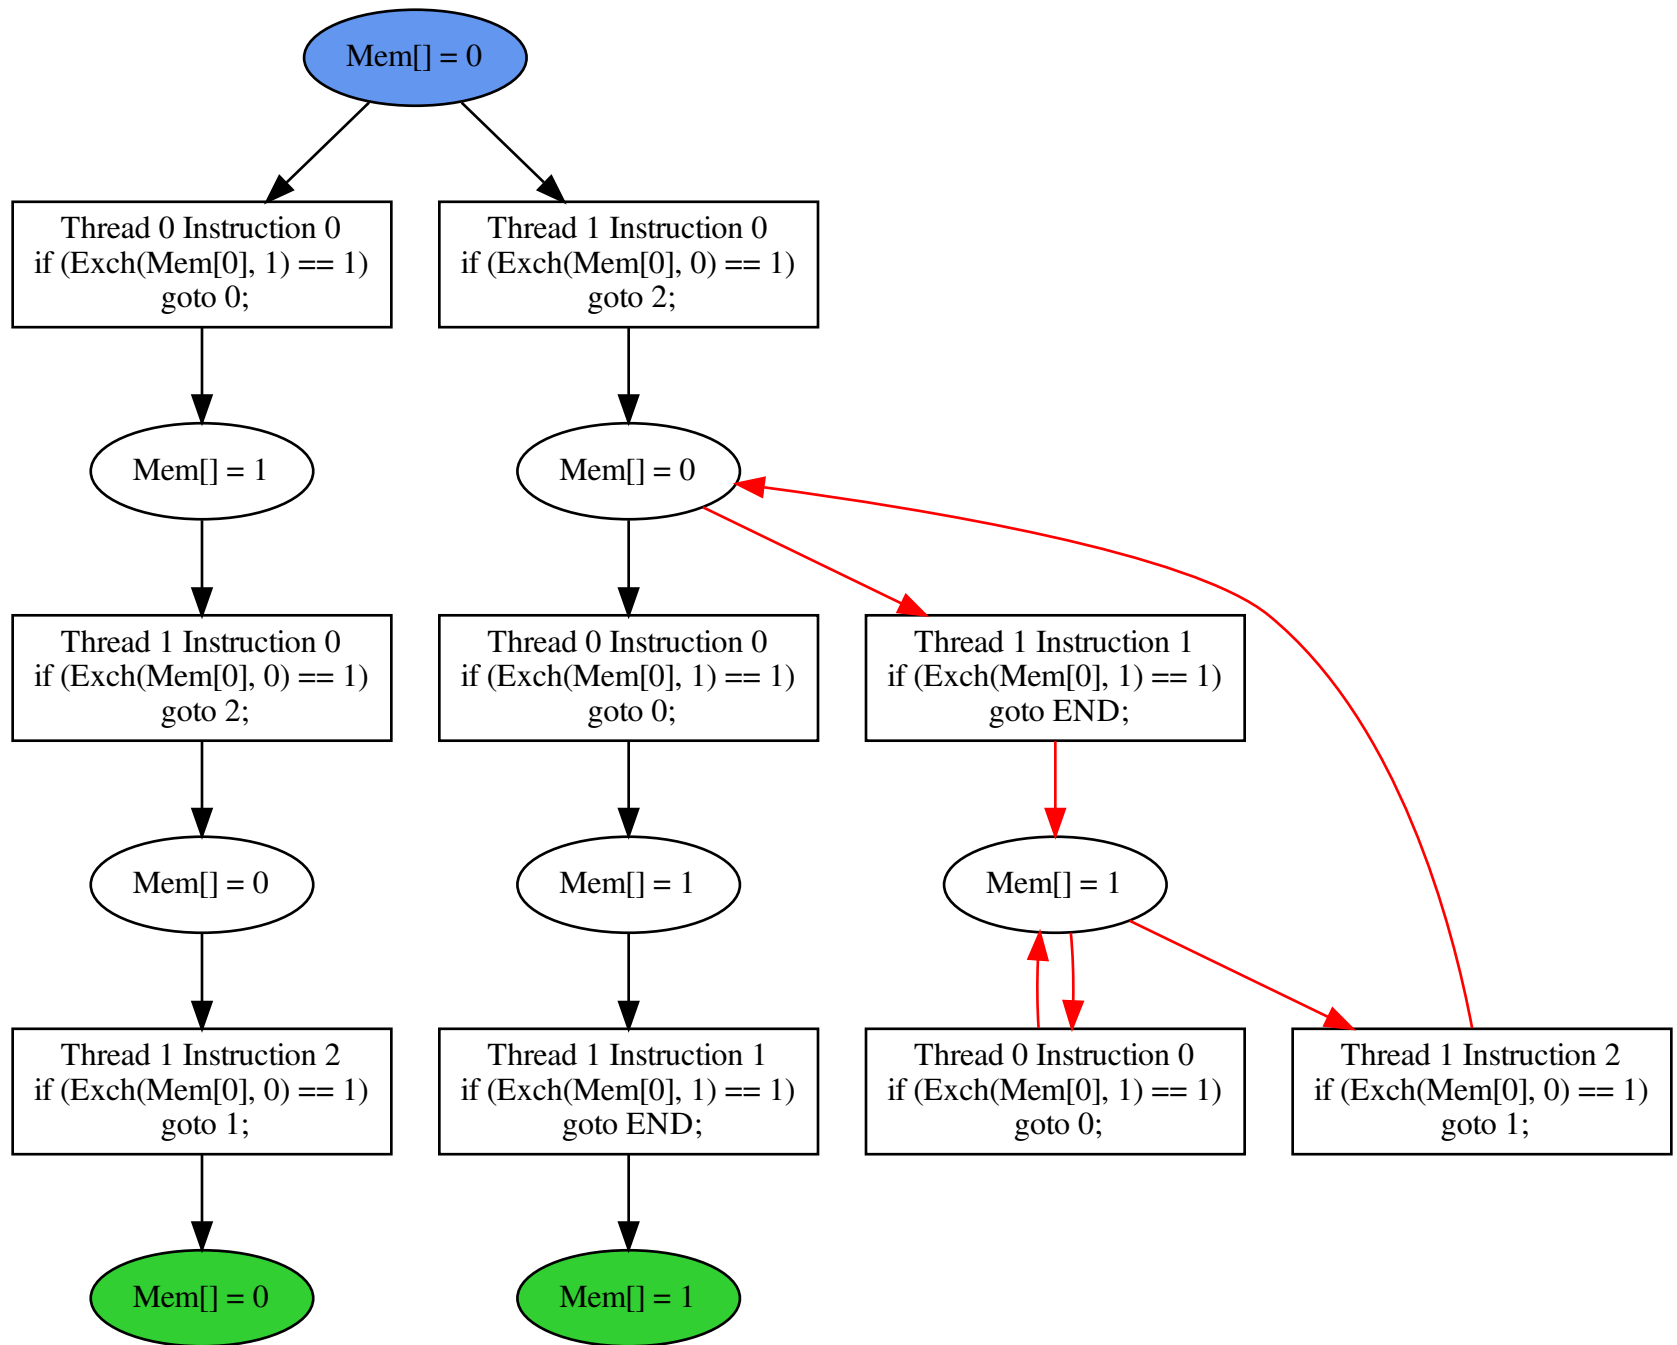 Mem[] = 0
Thread 0 Instruction 0
if (Exch(Mem[0], 1) == 1)
goto 0;
Thread 1 Instruction 0
if (Exch(Mem[0], 0) == 1)
goto 2;
Mem[] = 1
Mem[] = 0
Thread 1 Instruction 0
if (Exch(Mem[0], 0) == 1)
goto 2;
Thread 0 Instruction 0
if (Exch(Mem[0], 1) == 1)
goto 0;
Thread 1 Instruction 1
if (Exch(Mem[0], 1) == 1)
goto END;
Mem[] = 0
Mem[] = 1
Mem[] = 1
Thread 1 Instruction 2
if (Exch(Mem[0], 0) == 1)
goto 1;
Thread 1 Instruction 1
if (Exch(Mem[0], 1) == 1)
goto END;
Thread 0 Instruction 0
if (Exch(Mem[0], 1) == 1)
goto 0;
Thread 1 Instruction 2
if (Exch(Mem[0], 0) == 1)
goto 1;
Mem[] = 0
Mem[] = 1